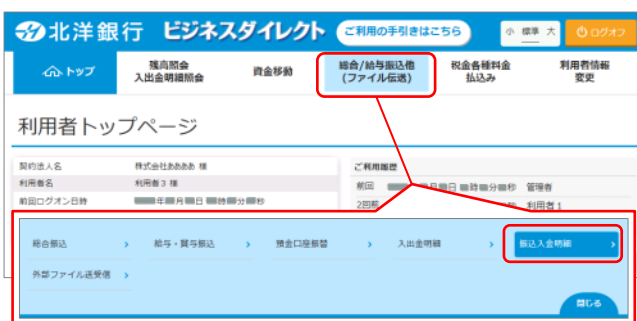 北洋銀行 ビジネスダイレクト ご利用の手引きはこちら 小 標準 大 ログオフ
トップ 残高照会 入出金明細照会 資金移動 総合/給与振込他 (ファイル伝送) 税金各種料金 払込み 利用者情報 変更
利用者トップページ
契約法人名 株式会社ああああ 様 ご利用履歴
利用者名 利用者3 様 前回 月 日 時 分 秒 管理者
前回ログオン日時 年 月 日 時 分 秒 2回前 秒 利用者1
総合振込 給与・賞与振込 預金口座振替 入出金明細 振込入金明細
外部ファイル送受信
閉じる